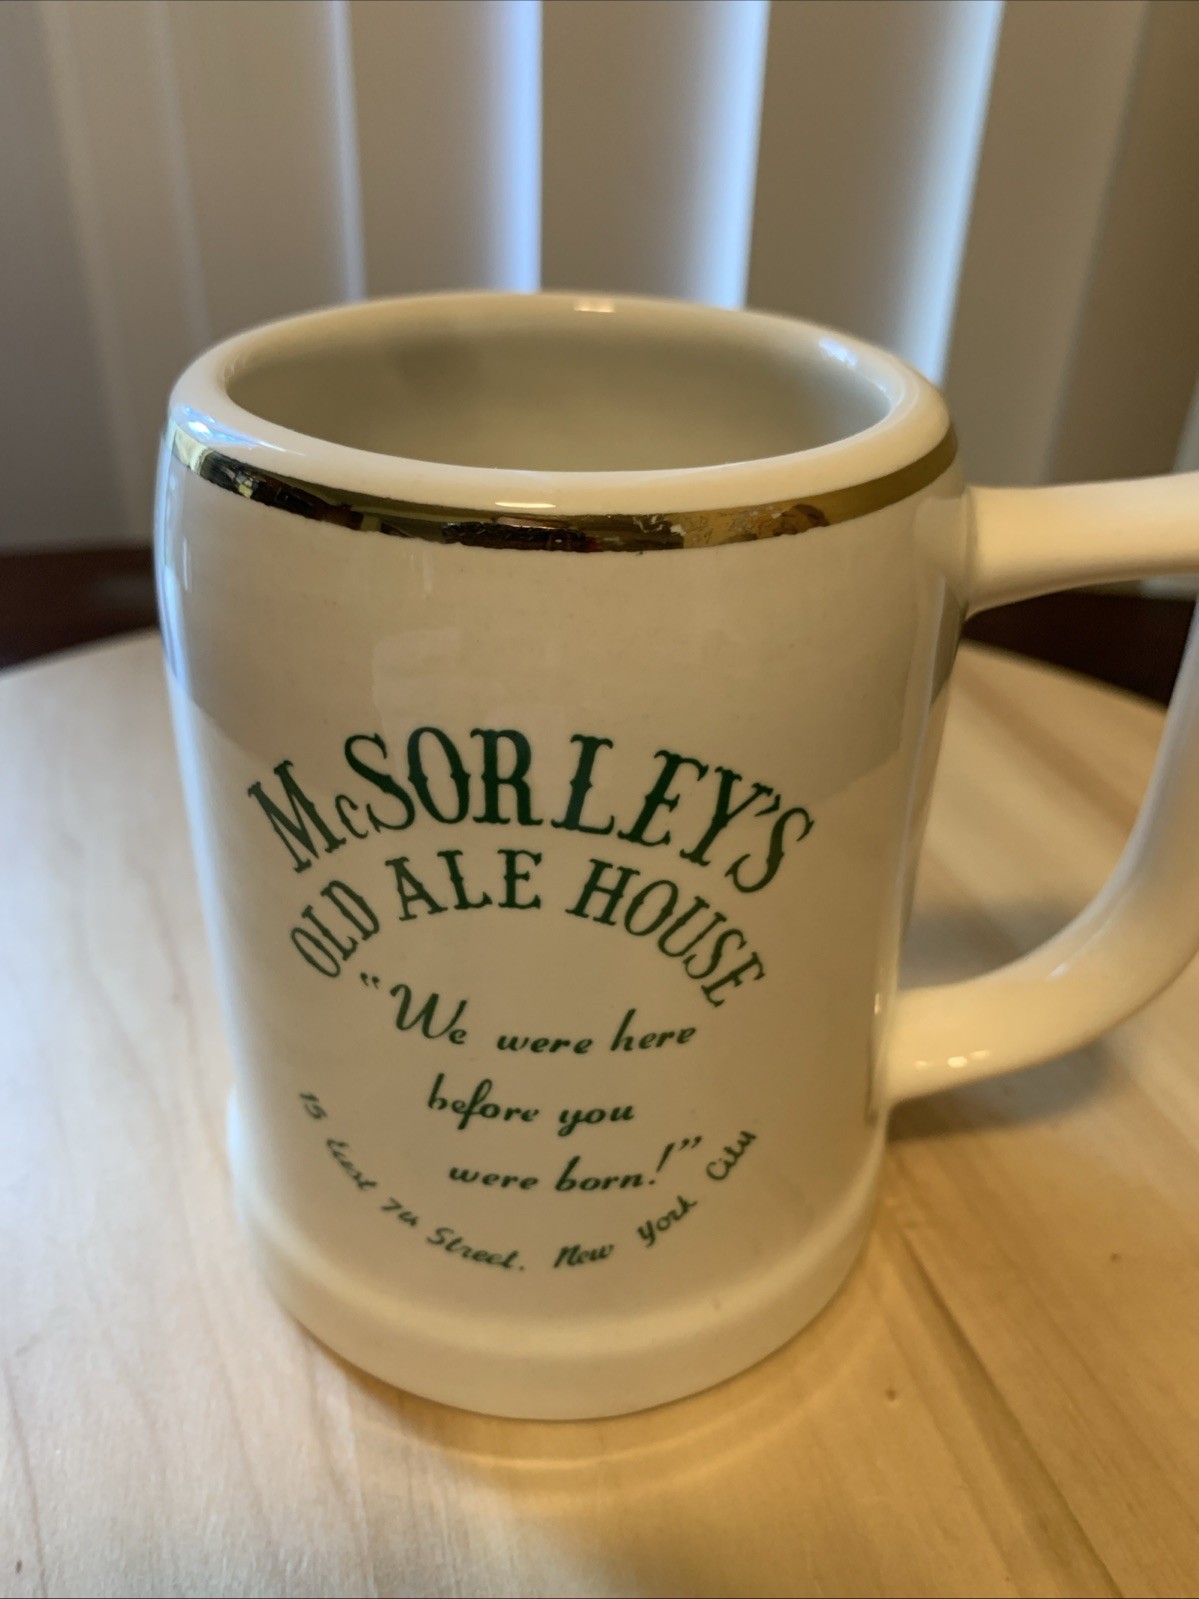 McSORLEY'S
OLD ALE HOUSE
“We were here
before you
were born!”
15 East 7th Street. New York City